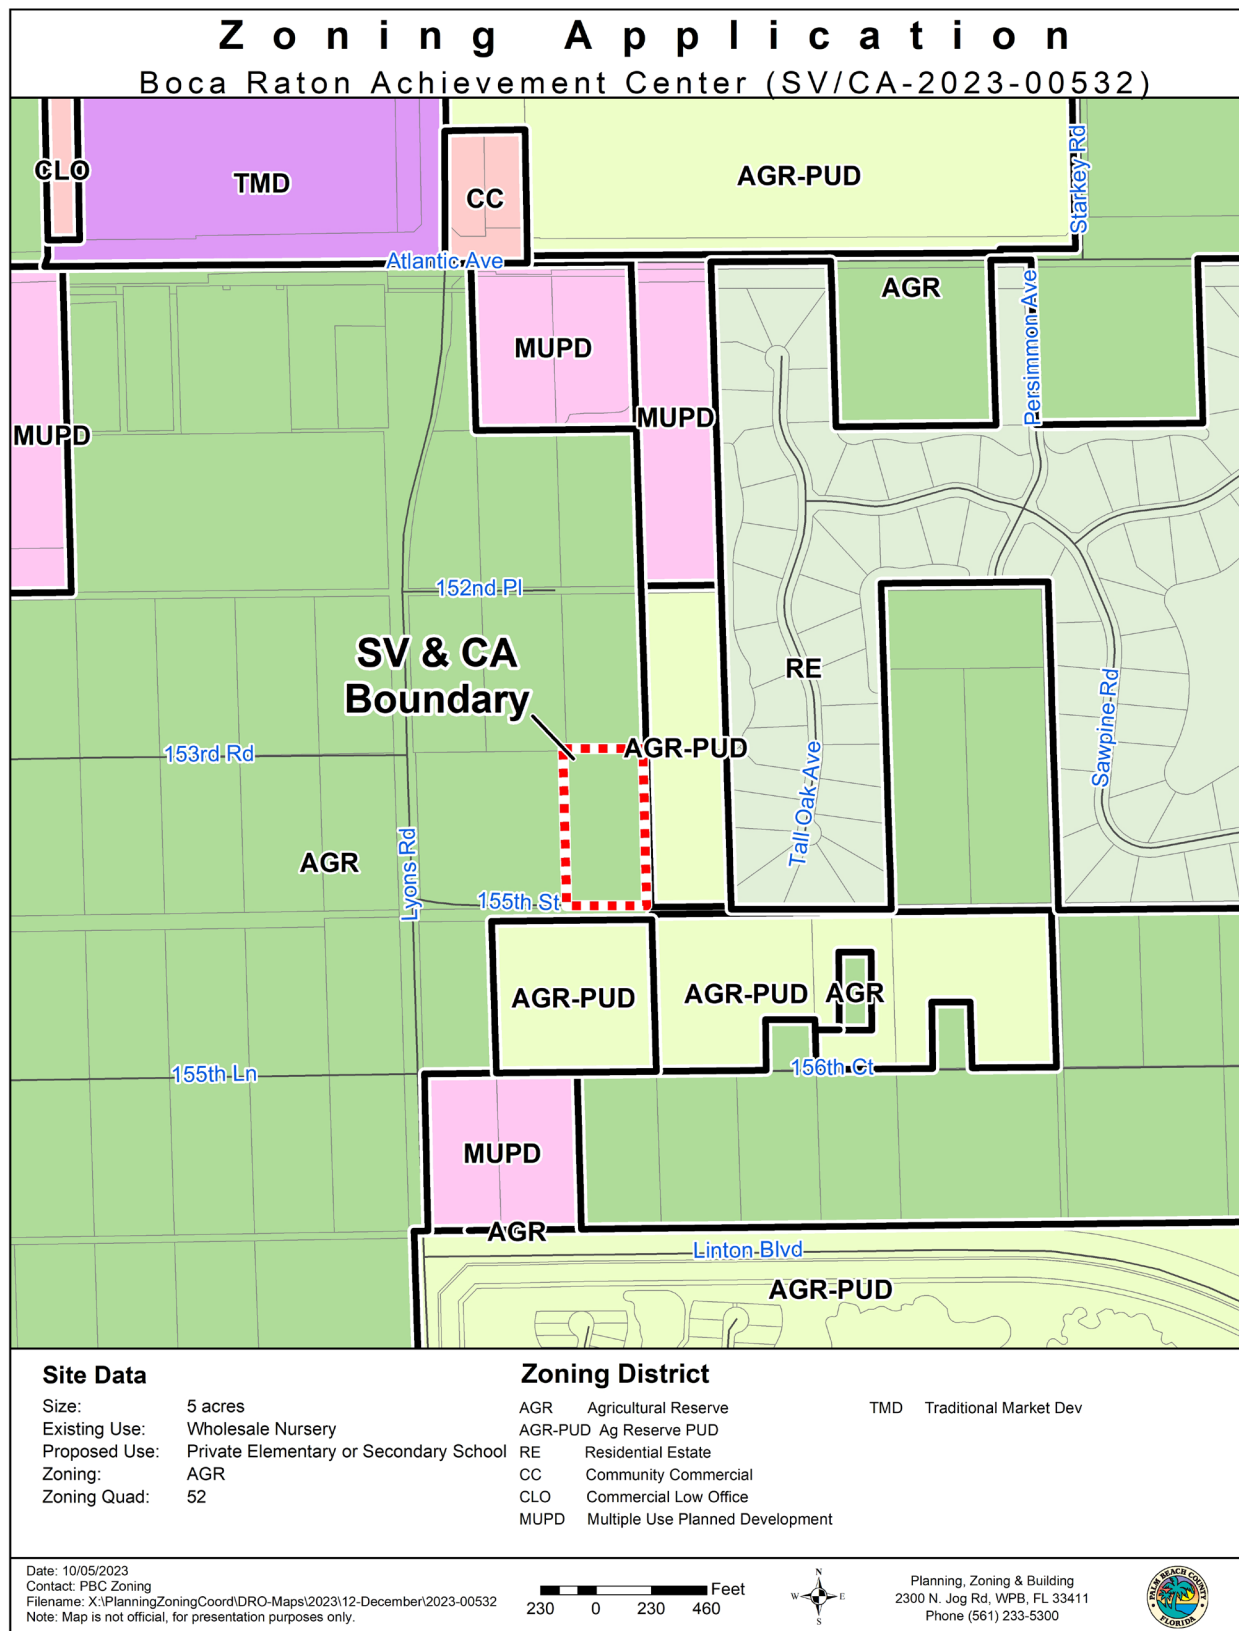 Zoning Application
Boca Raton Achievement Center (SV/CA-2023-00532)
CLO
TMD
CC
AGR-PUD
Starkey Rd
Atlantic Ave
AGR
MUPD
Persimmon Ave
MUPD
MUPD
152nd Pl
SV & CA
Boundary
RE
Sawpine Rd
153rd Rd
AGR-PUD
Tall Oak Ave
AGR
Lyons Rd
155th St
AGR-PUD
AGR-PUD
AGR
155th Ln
156th Ct
MUPD
AGR
Linton Blvd
AGR-PUD
Site Data
Size: 5 acres
Existing Use: Wholesale Nursery
Proposed Use: Private Elementary or Secondary School
Zoning: AGR
Zoning Quad: 52
Zoning District
AGR Agricultural Reserve
AGR-PUD Ag Reserve PUD
RE Residential Estate
CC Community Commercial
CLO Commercial Low Office
MUPD Multiple Use Planned Development
TMD Traditional Market Dev
Date: 10/05/2023
Contact: PBC Zoning
Filename: X:\PlanningZoningCoord\DRO-Maps\2023\12-December\2023-00532
Note: Map is not official, for presentation purposes only.
Feet
230 0 230 460
N
W E
S
Planning, Zoning & Building
2300 N. Jog Rd, WPB, FL 33411
Phone (561) 233-5300
PALM BEACH COUNTY
FLORIDA